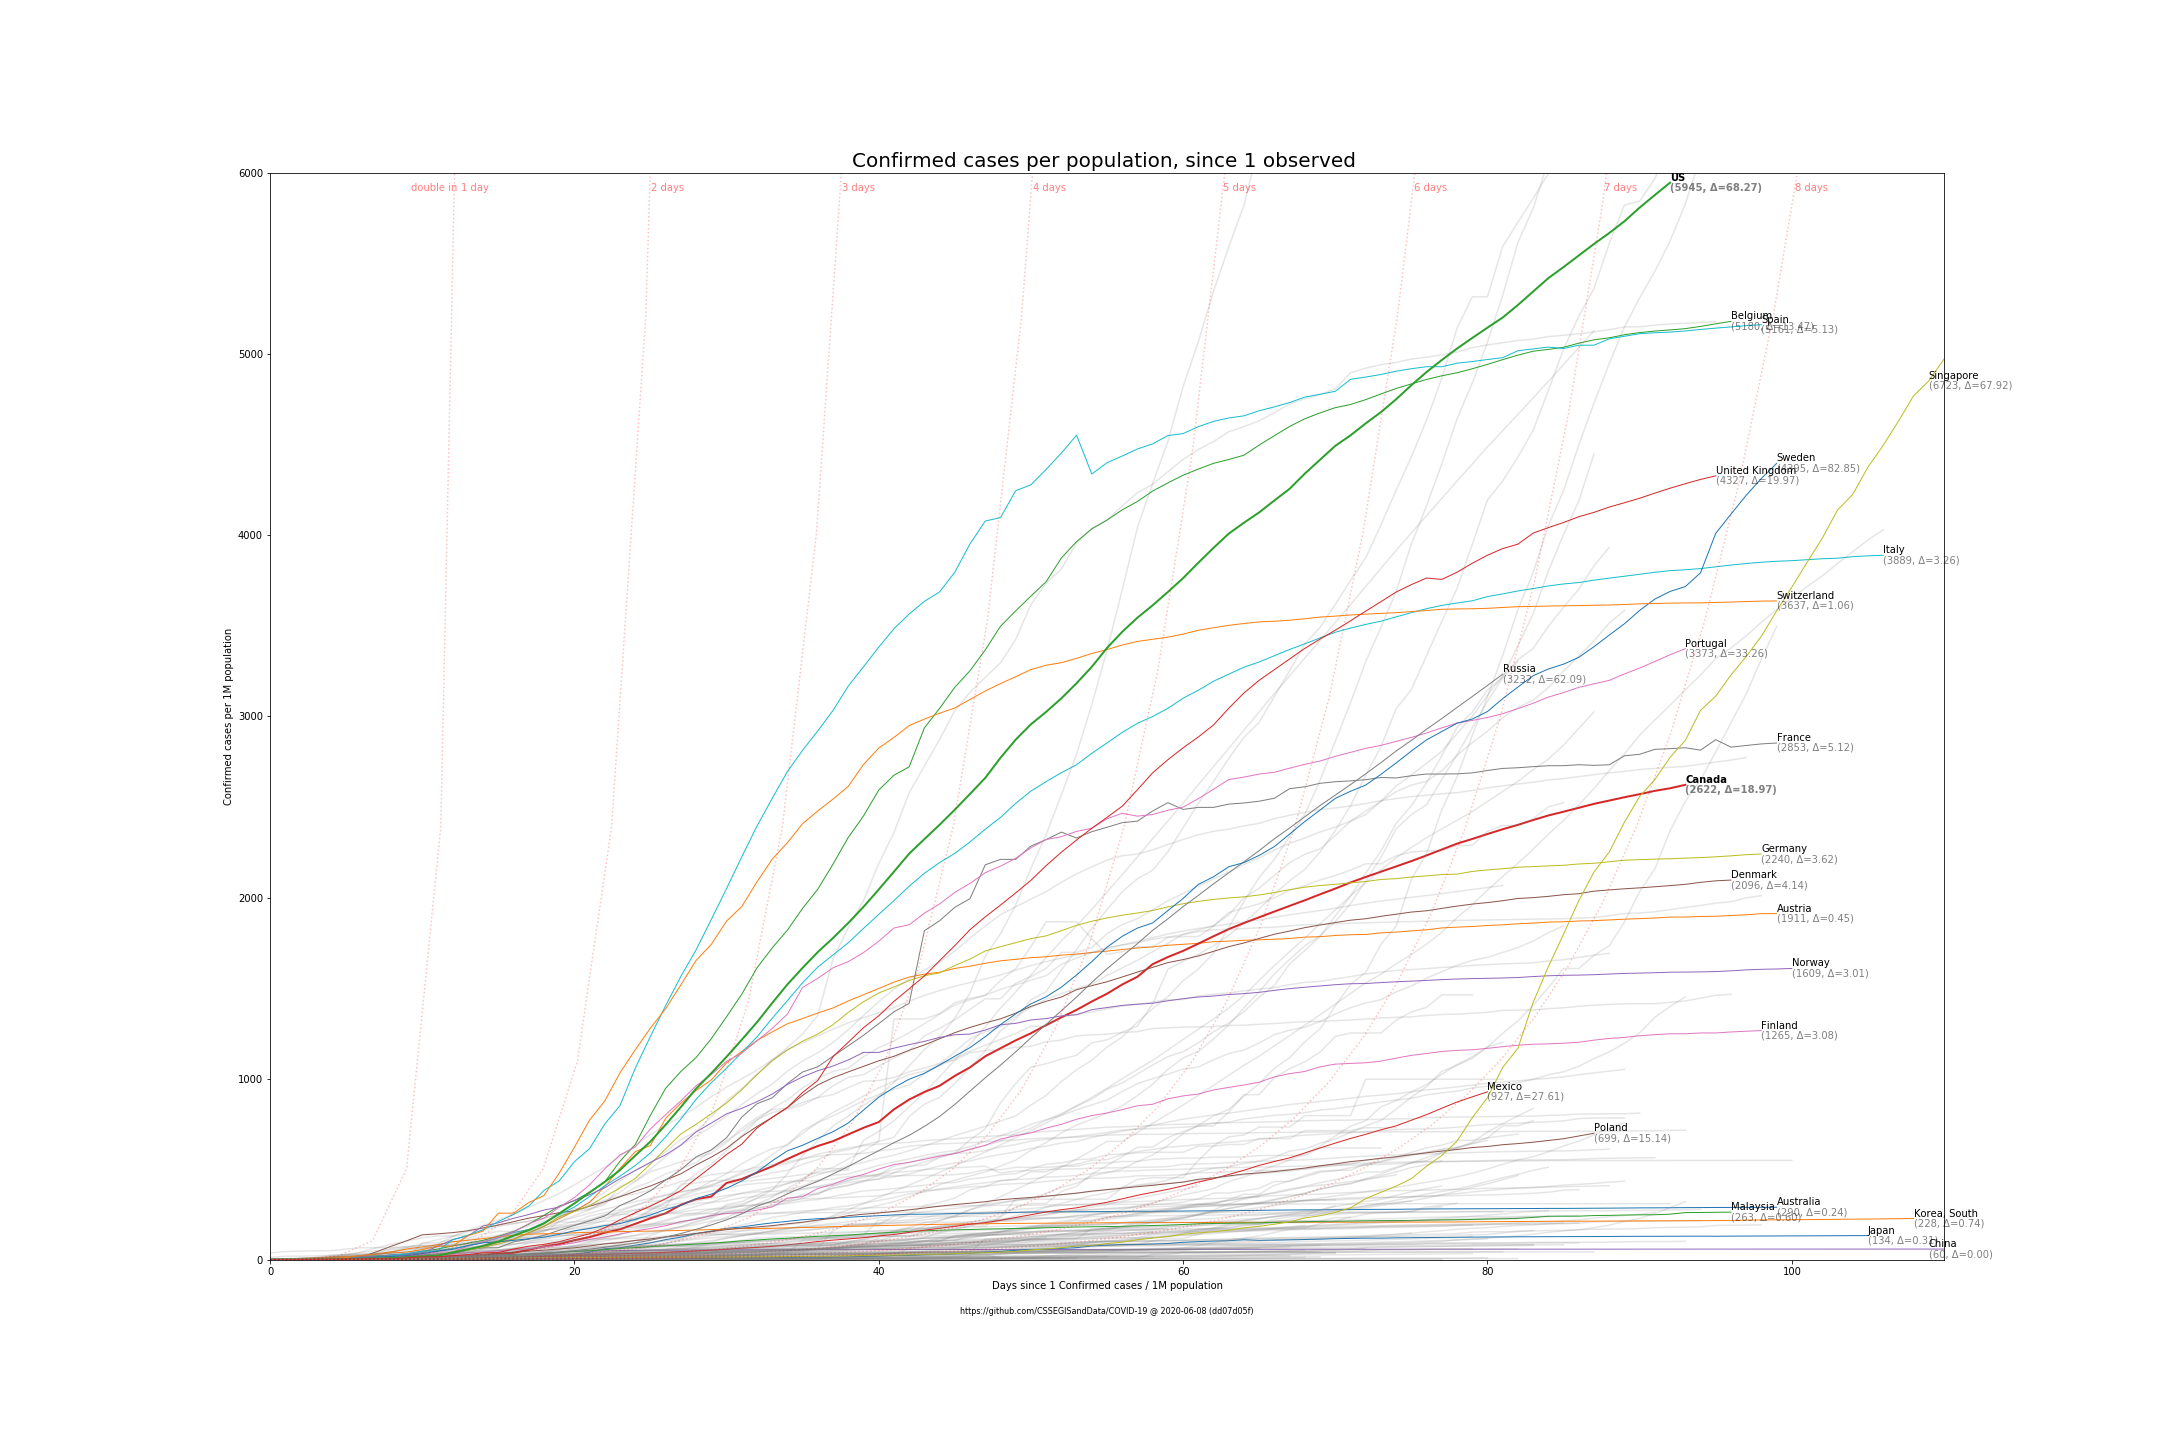 Confirmed cases per population, since 1 observed
6000
5000
4000
3000
2000
1000
0
Confirmed cases per 1M population
double in 1 day
2 days
3 days
4 days
5 days
6 days
7 days
8 days
US
(5945, Δ=68.27)
Belgium
(5180, Δ=13.47)
Spain
(5161, Δ=5.13)
Singapore
(6723, Δ=67.92)
Sweden
(4395, Δ=82.85)
United Kingdom
(4327, Δ=19.97)
Italy
(3889, Δ=3.26)
Switzerland
(3637, Δ=1.06)
Portugal
(3373, Δ=33.26)
Russia
(3232, Δ=62.09)
France
(2853, Δ=5.12)
Canada
(2622, Δ=18.97)
Germany
(2240, Δ=3.62)
Denmark
(2096, Δ=4.14)
Austria
(1911, Δ=0.45)
Norway
(1609, Δ=3.01)
Finland
(1265, Δ=3.08)
Mexico
(927, Δ=27.61)
Poland
(699, Δ=15.14)
Australia
(290, Δ=0.24)
Malaysia
(263, Δ=0.60)
Korea, South
(228, Δ=0.74)
Japan
(134, Δ=0.31)
China
(60, Δ=0.00)
0
20
40
60
80
100
Days since 1 Confirmed cases / 1M population
https://github.com/CSSEGISandData/COVID-19 @ 2020-06-08 (dd07d05f)